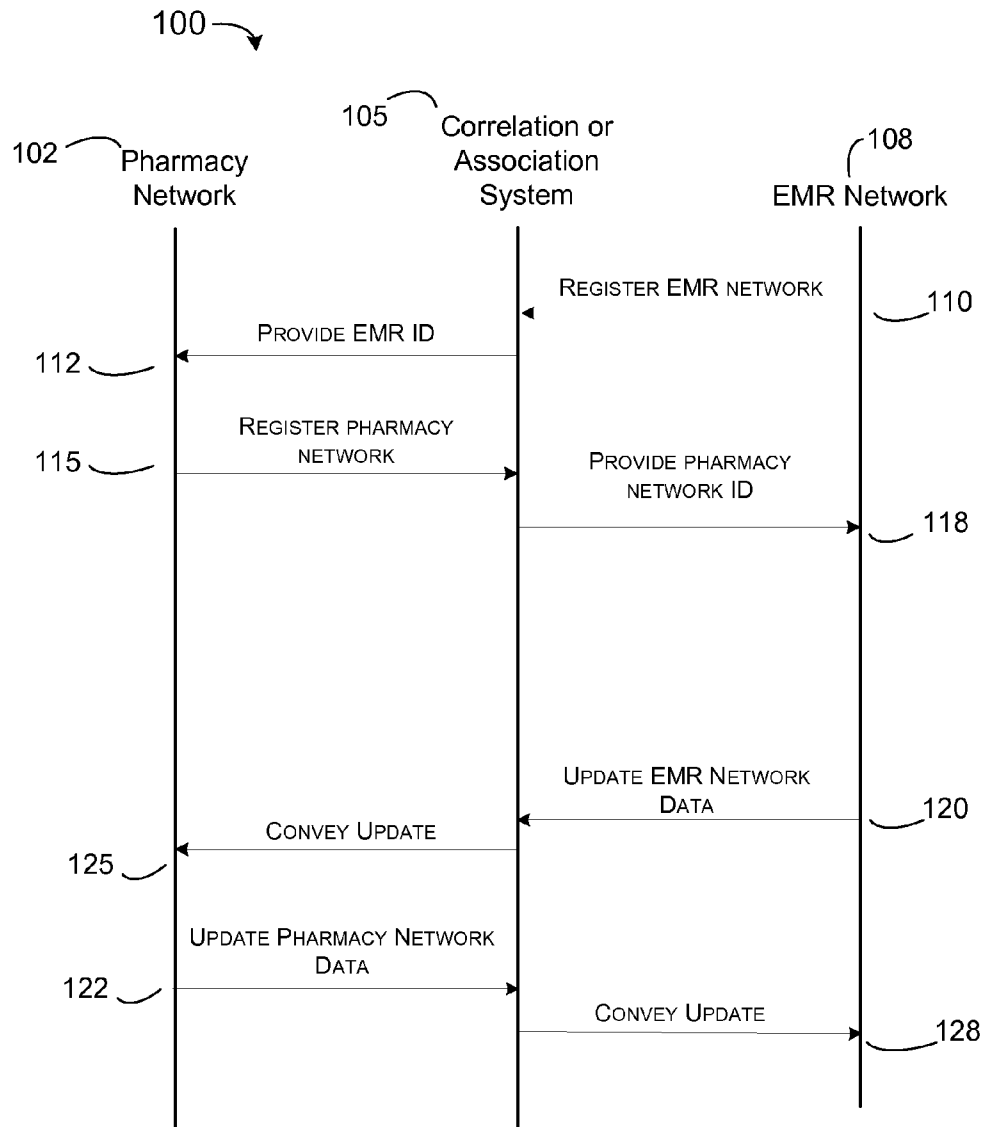 100
105
Correlation or
Association
System
102
Pharmacy
Network
108
EMR Network
REGISTER EMR NETWORK
110
PROVIDE EMR ID
112
REGISTER PHARMACY
NETWORK
115
PROVIDE PHARMACY
NETWORK ID
118
UPDATE EMR NETWORK
DATA
120
CONVEY UPDATE
125
UPDATE PHARMACY NETWORK
DATA
122
CONVEY UPDATE
128